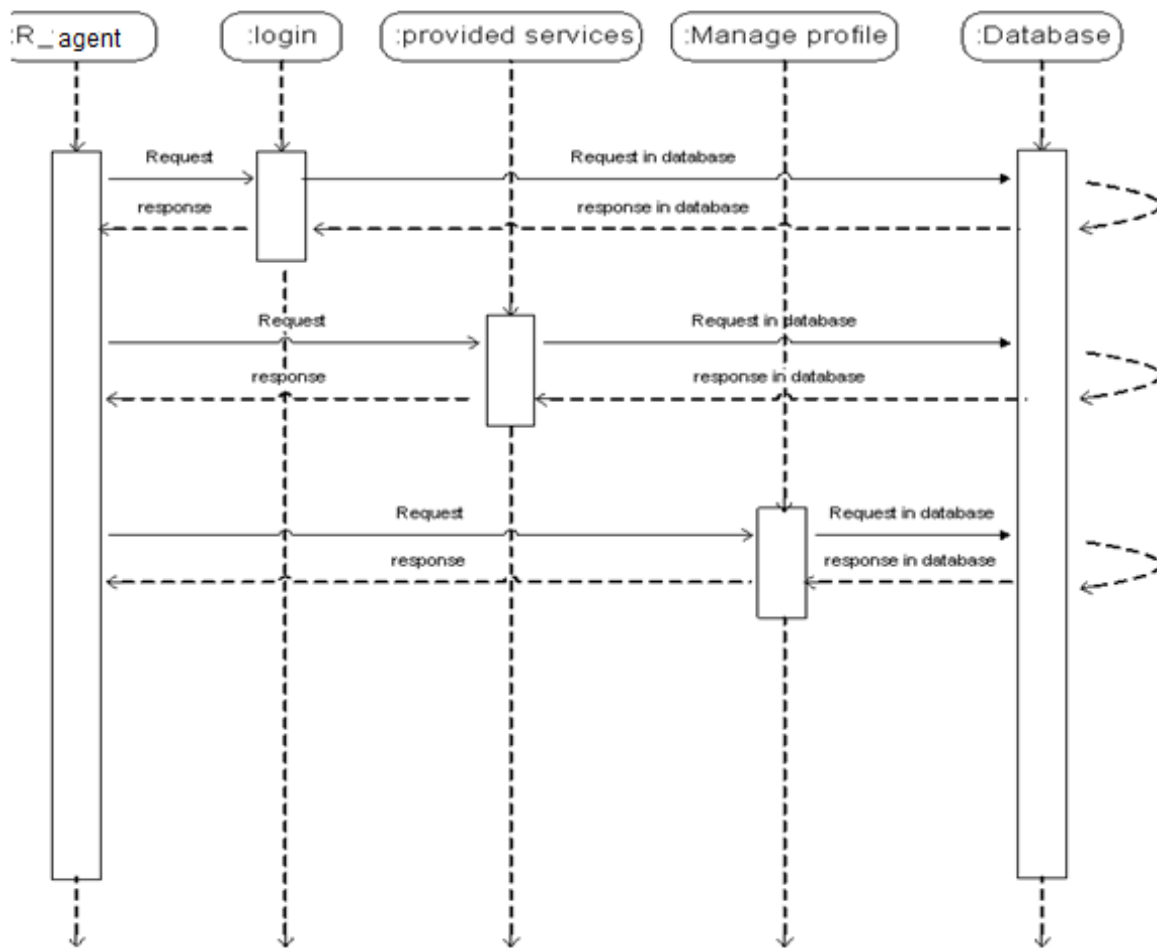 :R_agent
:login
:provided services
:Manage profile
:Database
Request
Request in database
response
response in database
Request
Request in database
response
response in database
Request
Request in database
response
response in database